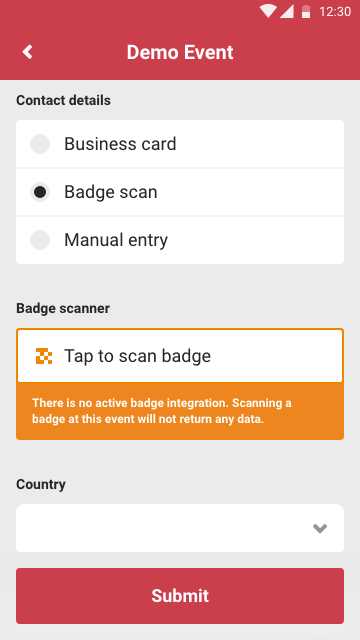 12:30
Demo Event
Contact details
Business card
Badge scan
Manual entry
Badge scanner
Tap to scan badge
There is no active badge integration. Scanning a
badge at this event will not return any data.
Country
Submit